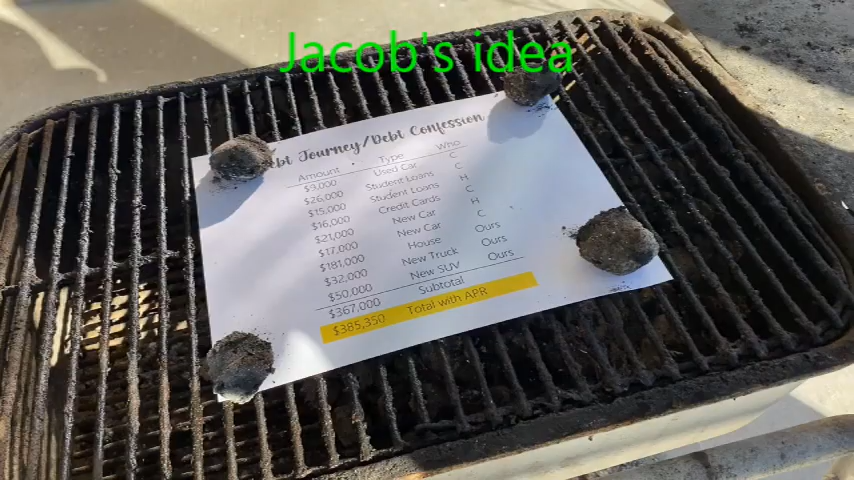 Jacob's idea
Debt Journey/Debt Confession
Amount Type Who
$9,000 Used Car C
$26,000 Student Loans C
$15,000 Student Loans H
$16,000 Credit Cards C
$21,000 New Car H
$17,000 New Car C
$181,000 House Ours
$32,000 New Truck Ours
$50,000 New SUV Ours
$367,000 Subtotal
$385,350 Total with APR